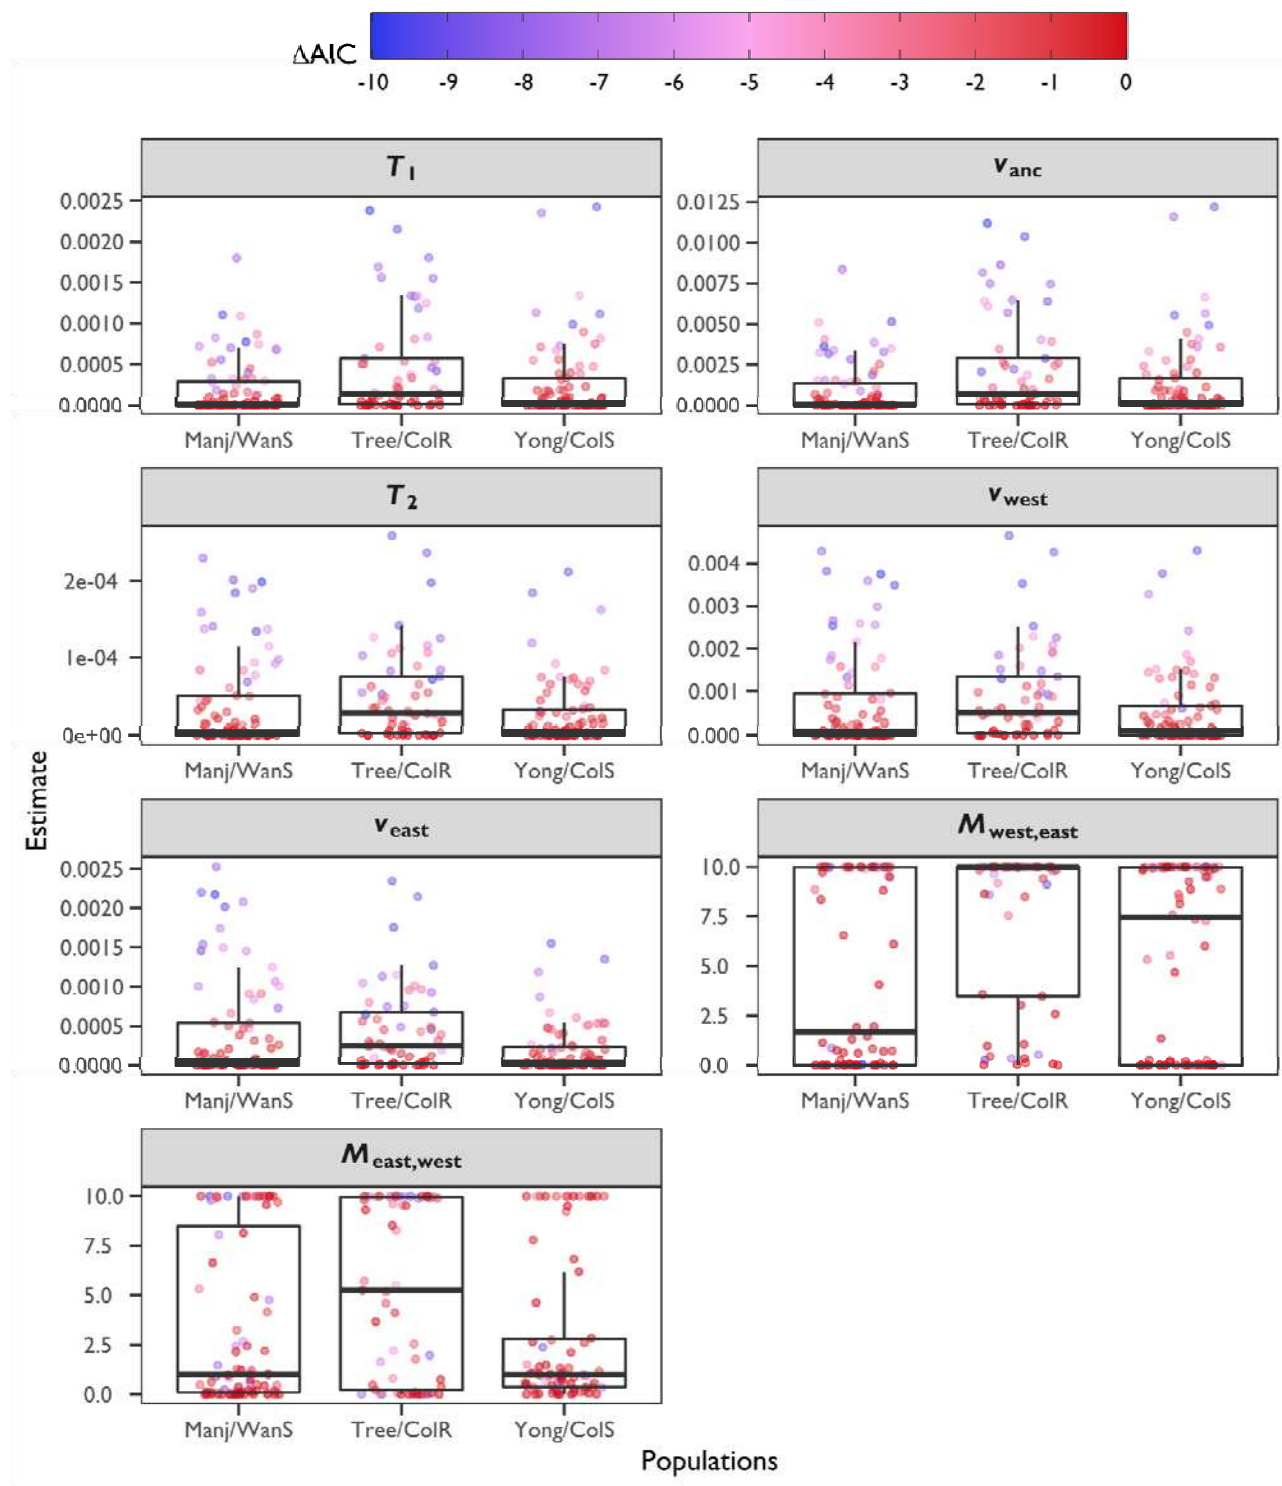 ΔAIC
-10 -9 -8 -7 -6 -5 -4 -3 -2 -1 0
T1 νanc
0.0025 0.0125
0.0020 0.0100
0.0015 0.0075
0.0010 0.0050
0.0005 0.0025
0.0000 0.0000
Manj/WanS Tree/ColR Yong/ColS Manj/WanS Tree/ColR Yong/ColS
T2 νwest
2e-04 0.004
0.003
1e-04 0.002
0.001
0e+00 0.000
Manj/WanS Tree/ColR Yong/ColS Manj/WanS Tree/ColR Yong/ColS
Estimate
νeast Mwest,east
0.0025 10.0
0.0020 7.5
0.0015 5.0
0.0010 2.5
0.0005 0.0
0.0000
Manj/WanS Tree/ColR Yong/ColS Manj/WanS Tree/ColR Yong/ColS
Meast,west
10.0
7.5
5.0
2.5
0.0
Manj/WanS Tree/ColR Yong/ColS
Populations